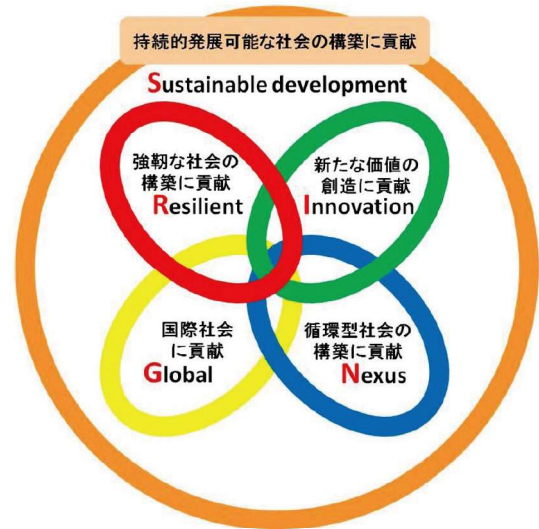 持続的発展可能な社会の構築に貢献
Sustainable development
強靭な社会の
構築に貢献
Resilient
新たな価値の
創造に貢献
Innovation
国際社会
に貢献
Global
循環型社会の
構築に貢献
Nexus